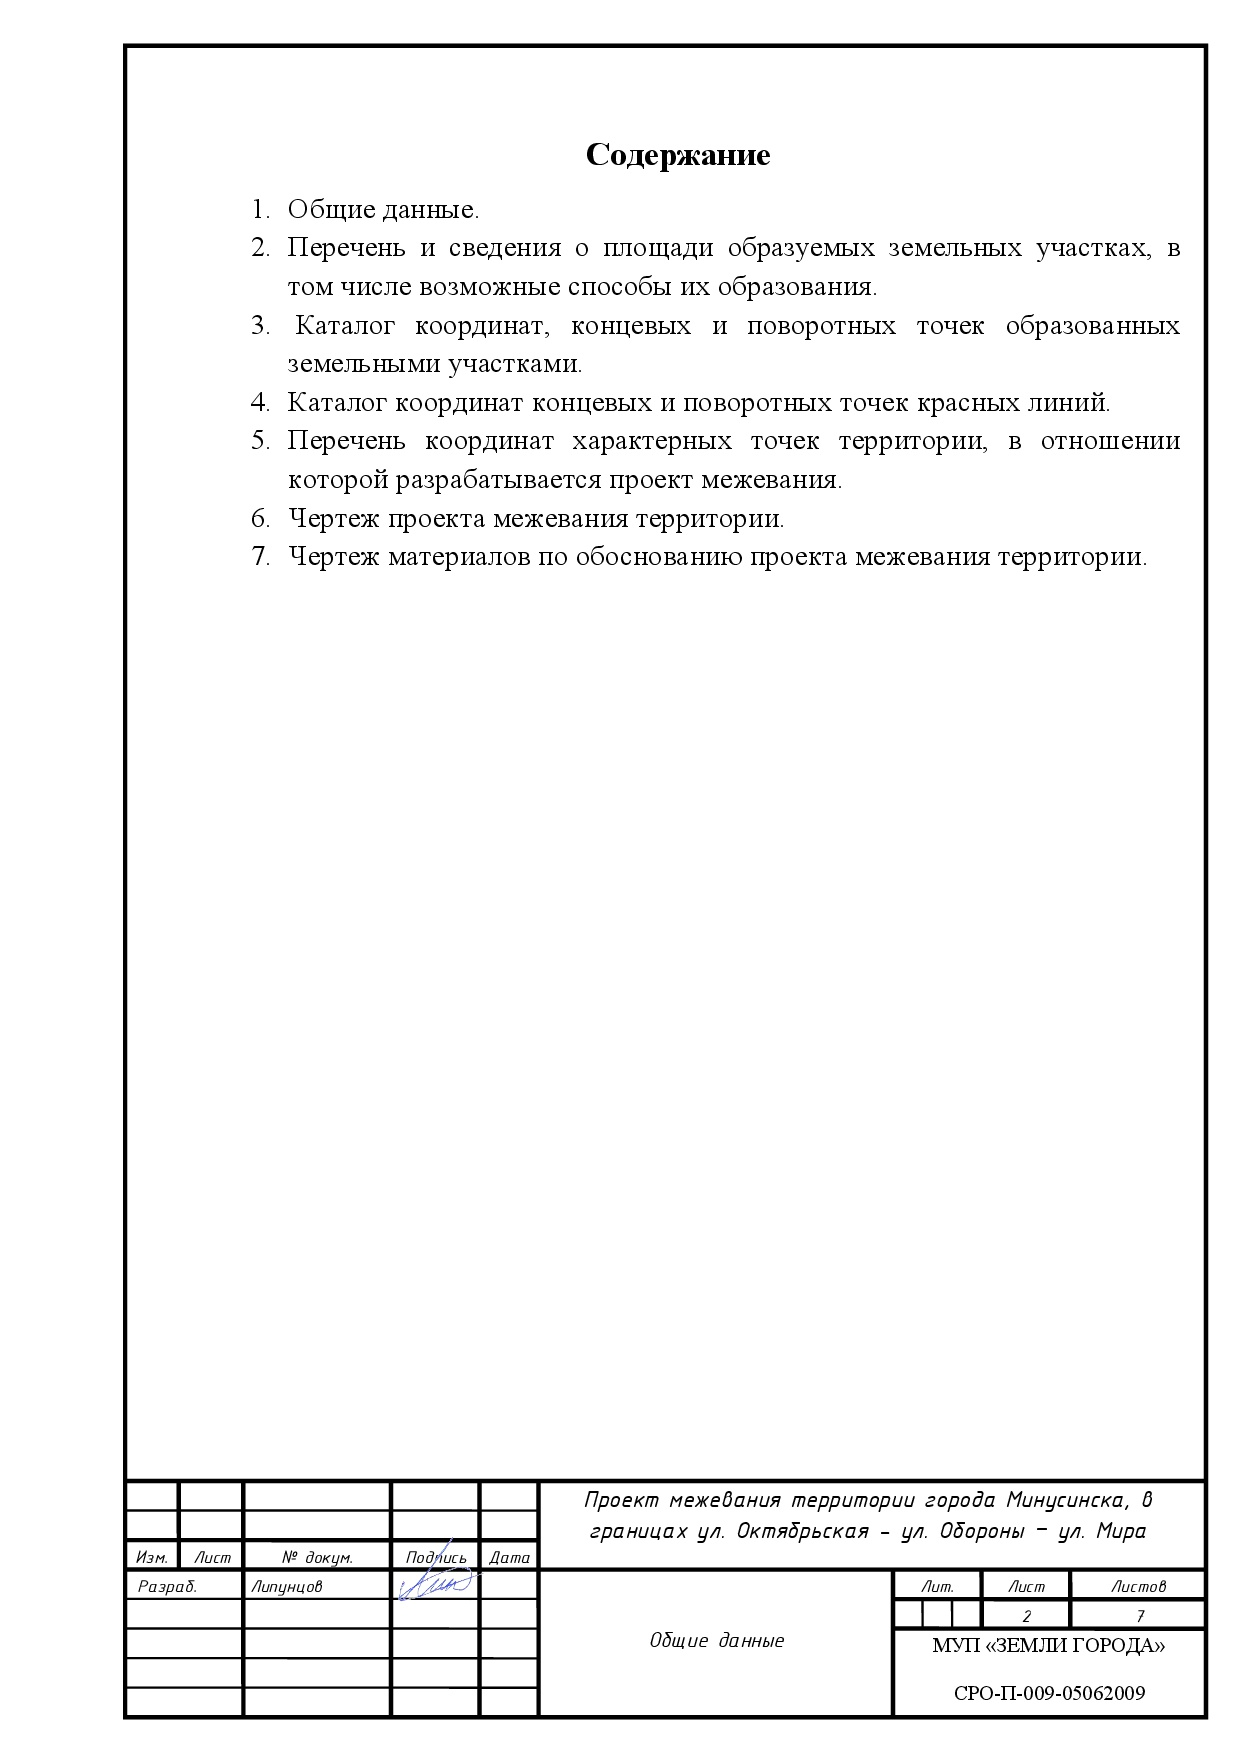 Содержание
1. Общие данные.
2. Перечень и сведения о площади образуемых земельных участках, в
том числе возможные способы их образования.
3. Каталог координат, концевых и поворотных точек образованных
земельными участками.
4. Каталог координат концевых и поворотных точек красных линий.
5. Перечень координат характерных точек территории, в отношении
которой разрабатывается проект межевания.
6. Чертеж проекта межевания территории.
7. Чертеж материалов по обоснованию проекта межевания территории.
Проект межевания территории города Минусинска, в
границах ул. Октябрьская - ул. Обороны – ул. Мира
Изм. Лист № докум. Подпись Дата
Разраб. Липунцов
Лит. Лист Листов
2 7
Общие данные
МУП «ЗЕМЛИ ГОРОДА»
СРО-П-009-05062009